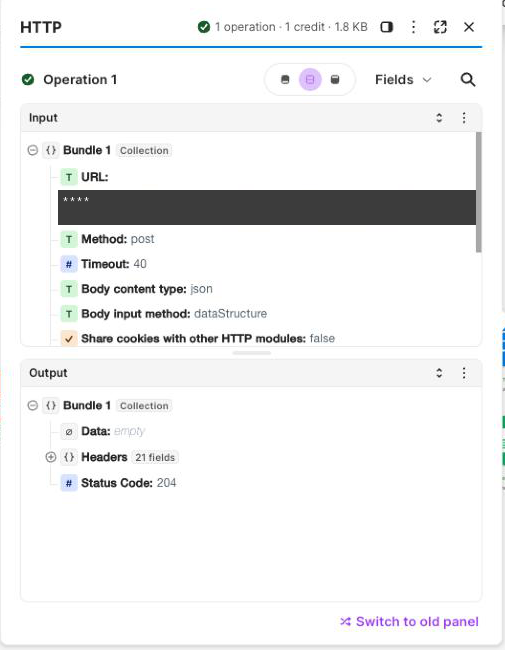 HTTP
1 operation · 1 credit · 1.8 KB
Operation 1
Fields
Input
{} Bundle 1 Collection
T URL:
****
T Method: post
# Timeout: 40
T Body content type: json
T Body input method: dataStructure
Share cookies with other HTTP modules: false
Output
{} Bundle 1 Collection
∅ Data: empty
{} Headers 21 fields
# Status Code: 204
Switch to old panel